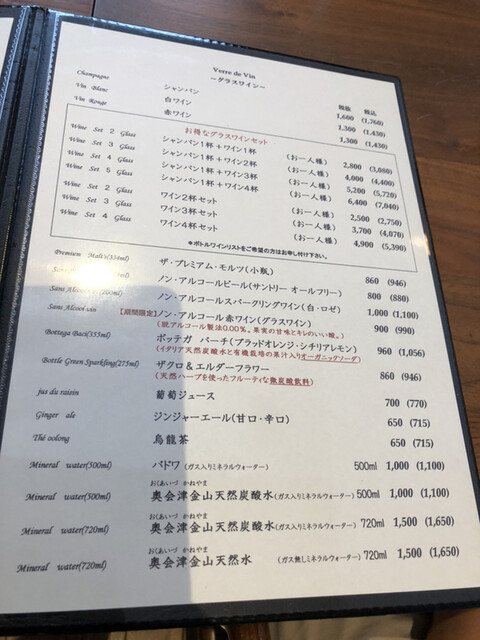 Verre de Vin
～グラスワイン～
税抜 税込
Champagne シャンパン 1,600 (1,760)
Vin Blanc 白ワイン 1,300 (1,430)
Vin Rouge 赤ワイン 1,300 (1,430)
お得なグラスワインセット
Wine Set 2 Glass シャンパン1杯＋ワイン1杯 (お一人様) 2,800 (3,080)
Wine Set 3 Glass シャンパン1杯＋ワイン2杯 (お一人様) 4,000 (4,400)
Wine Set 4 Glass シャンパン1杯＋ワイン3杯 (お一人様) 5,200 (5,720)
Wine Set 5 Glass シャンパン1杯＋ワイン4杯 (お一人様) 6,400 (7,040)
Wine Set 2 Glass ワイン2杯セット (お一人様) 2,500 (2,750)
Wine Set 3 Glass ワイン3杯セット (お一人様) 3,700 (4,070)
Wine Set 4 Glass ワイン4杯セット (お一人様) 4,900 (5,390)
＊ボトルワインリストをご希望の方はお申し付け下さい。
Premium Malt's(334ml) ザ・プレミアム・モルツ(小瓶) 860 (946)
ノン・アルコールビール(サントリー オールフリー) 800 (880)
Sans Alcool ノン・アルコールスパークリングワイン(白・ロゼ) 1,000 (1,100)
Sans Alcool vin 【期間限定】ノン・アルコール赤ワイン(グラスワイン) 900 (990)
(脱アルコール製法0.00%。果実の甘味とキレのいい酸。)
Bottega Baci(355ml) ボッテガ バーチ(ブラッドオレンジ・シチリアレモン) 960 (1,056)
(イタリア天然炭酸水と有機栽培の果汁入りオーガニックソーダ
Bottle Green Sparkling(275ml) ザクロ＆エルダーフラワー 860 (946)
(天然ハーブを使ったフルーティな微炭酸飲料)
jus du raisin 葡萄ジュース 700 (770)
Ginger ale ジンジャーエール(甘口・辛口) 650 (715)
Thé oolong 烏龍茶 650 (715)
Mineral water(500ml) バドワ (ガス入りミネラルウォーター) 500ml 1,000 (1,100)
おくあいづ かねやま
Mineral water(500ml) 奥会津金山天然炭酸水(ガス入りミネラルウォーター) 500ml 1,000 (1,100)
おくあいづ かねやま
Mineral water(720ml) 奥会津金山天然炭酸水(ガス入りミネラルウォーター) 720ml 1,500 (1,650)
おくあいづ かねやま
Mineral water(720ml) 奥会津金山天然水 (ガス無しミネラルウォーター) 720ml 1,500 (1,650)